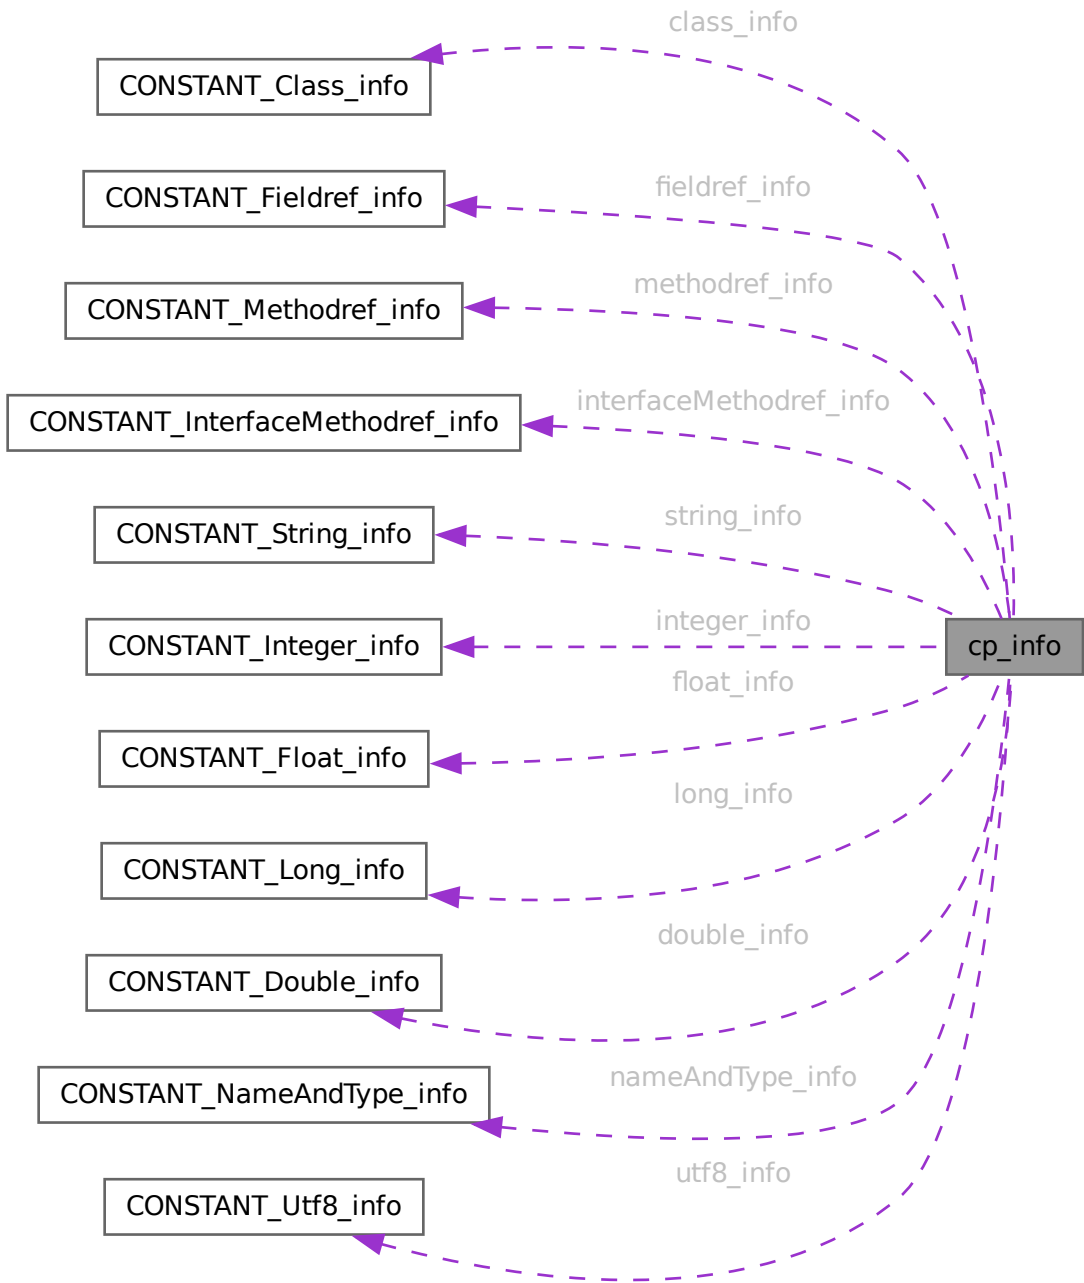 class_info
CONSTANT_Class_info
fieldref_info
CONSTANT_Fieldref_info
methodref_info
CONSTANT_Methodref_info
interfaceMethodref_info
CONSTANT_InterfaceMethodref_info
string_info
CONSTANT_String_info
integer_info
CONSTANT_Integer_info
cp_info
float_info
CONSTANT_Float_info
long_info
CONSTANT_Long_info
double_info
CONSTANT_Double_info
nameAndType_info
CONSTANT_NameAndType_info
utf8_info
CONSTANT_Utf8_info